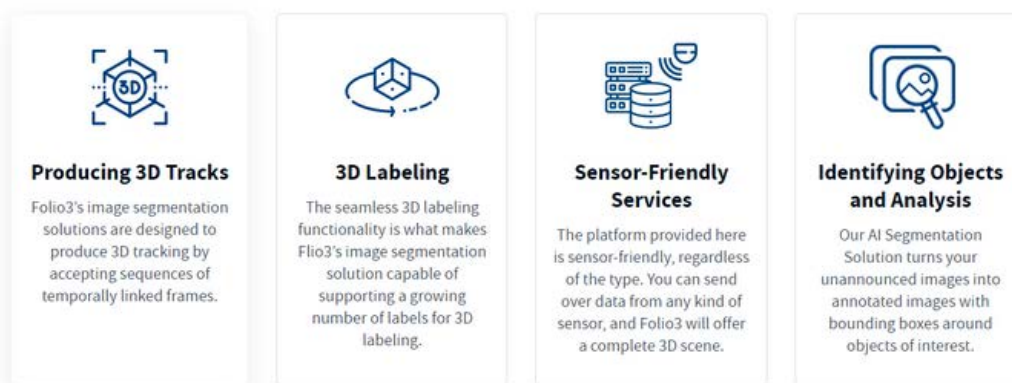 3D
Producing 3D Tracks
Folio3's image segmentation
solutions are designed to
produce 3D tracking by
accepting sequences of
temporally linked frames.
3D Labeling
The seamless 3D labeling
functionality is what makes
Flio3's image segmentation
solution capable of
supporting a growing
number of labels for 3D
labeling.
Sensor-Friendly
Services
The platform provided here
is sensor-friendly, regardless
of the type. You can send
over data from any kind of
sensor, and Folio3 will offer
a complete 3D scene.
Identifying Objects
and Analysis
Our AI Segmentation
Solution turns your
unannounced images into
annotated images with
bounding boxes around
objects of interest.